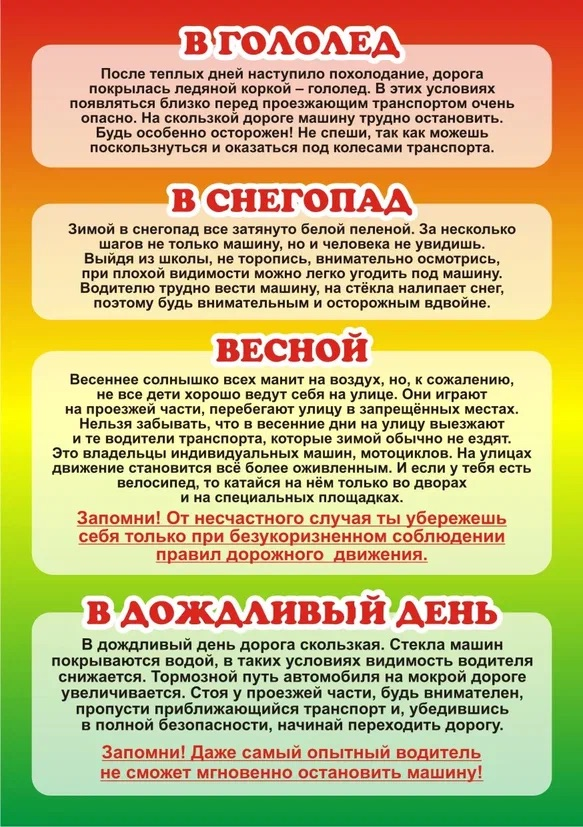 В ГОЛОЛЕД
После теплых дней наступило похолодание, дорога
покрылась ледяной коркой – гололед. В этих условиях
появляться близко перед проезжающим транспортом очень
опасно. На скользкой дороге машину трудно остановить.
Будь особенно осторожен! Не спеши, так как можешь
поскользнуться и оказаться под колесами транспорта.
В СНЕГОПАД
Зимой в снегопад все затянуто белой пеленой. За несколько
шагов не только машину, но и человека не увидишь.
Выйдя из школы, не торопись, внимательно осмотрись,
при плохой видимости можно легко угодить под машину.
Водителю трудно вести машину, на стёкла налипает снег,
поэтому будь внимательным и осторожным вдвойне.
ВЕСНОЙ
Весеннее солнышко всех манит на воздух, но, к сожалению,
не все дети хорошо ведут себя на улице. Они играют
на проезжей части, перебегают улицу в запрещённых местах.
Нельзя забывать, что в весенние дни на улицу выезжают
и те водители транспорта, которые зимой обычно не ездят.
Это владельцы индивидуальных машин, мотоциклов. На улицах
движение становится всё более оживленным. И если у тебя есть
велосипед, то катайся на нём только во дворах
и на специальных площадках.
Запомни! От несчастного случая ты убережешь
себя только при безукоризненном соблюдении
правил дорожного движения.
В ДОЖДЛИВЫЙ ДЕНЬ
В дождливый день дорога скользкая. Стекла машин
покрываются водой, в таких условиях видимость водителя
снижается. Тормозной путь автомобиля на мокрой дороге
увеличивается. Стоя у проезжей части, будь внимателен,
пропусти приближающийся транспорт и, убедившись
в полной безопасности, начинай переходить дорогу.
Запомни! Даже самый опытный водитель
не сможет мгновенно остановить машину!